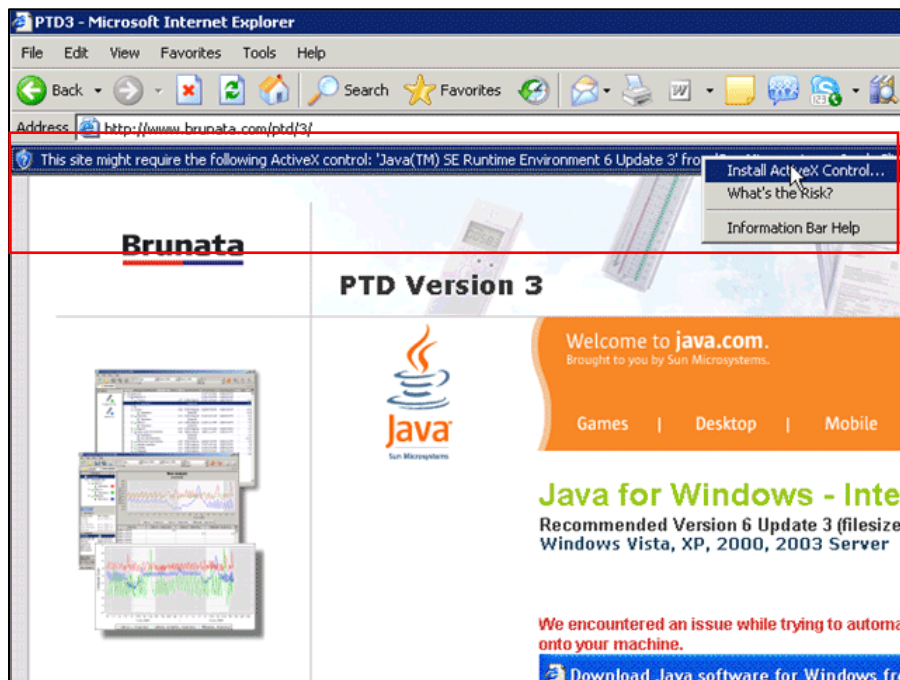 PTD3 - Microsoft Internet Explorer
File Edit View Favorites Tools Help
Back Search Favorites
Address http://www.brunata.com/ptd/3/
This site might require the following ActiveX control: 'Java(TM) SE Runtime Environment 6 Update 3' from
Install ActiveX Control...
What's the Risk?
Information Bar Help
Brunata
PTD Version 3
Java
Sun Microsystems
Welcome to java.com.
Brought to you by Sun Microsystems.
Games | Desktop | Mobile
Java for Windows - Inte
Recommended Version 6 Update 3 (filesize
Windows Vista, XP, 2000, 2003 Server
We encountered an issue while trying to automa
onto your machine.
Download Java software for Windows fr